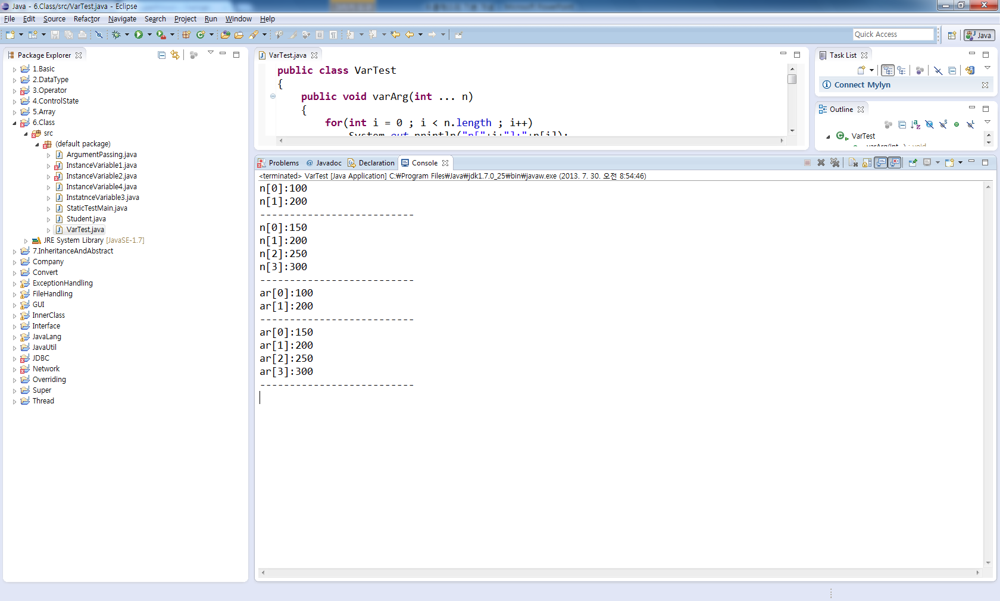 Java - 6.Class/src/VarTest.java - Eclipse
File Edit Source Refactor Navigate Search Project Run Window Help
Quick Access
Java
Package Explorer
1.Basic
2.DataType
3.Operator
4.ControlState
5.Array
6.Class
src
(default package)
ArgumentPassing.java
InstanceVariable1.java
InstanceVariable2.java
InstanceVariable4.java
InstatnceVariable3.java
StaticTestMain.java
Student.java
VarTest.java
JRE System Library [JavaSE-1.7]
7.InheritanceAndAbstract
Company
Convert
ExceptionHandling
FileHandling
GUI
InnerClass
Interface
JavaLang
JavaUtil
JDBC
Network
Overriding
Super
Thread
VarTest.java
public class VarTest
{
public void varArg(int ... n)
{
for(int i = 0 ; i < n.length ; i++)
System.out.println("n["+i+"]:"+n[i]);
Task List
Connect Mylyn
Outline
VarTest
varArg(int...) : void
Problems @ Javadoc Declaration Console
<terminated> VarTest [Java Application] C:₩Program Files₩Java₩jdk1.7.0_25₩bin₩javaw.exe (2013. 7. 30. 오전 8:54:46)
n[0]:100
n[1]:200
--------------------------
n[0]:150
n[1]:200
n[2]:250
n[3]:300
--------------------------
ar[0]:100
ar[1]:200
--------------------------
ar[0]:150
ar[1]:200
ar[2]:250
ar[3]:300
--------------------------